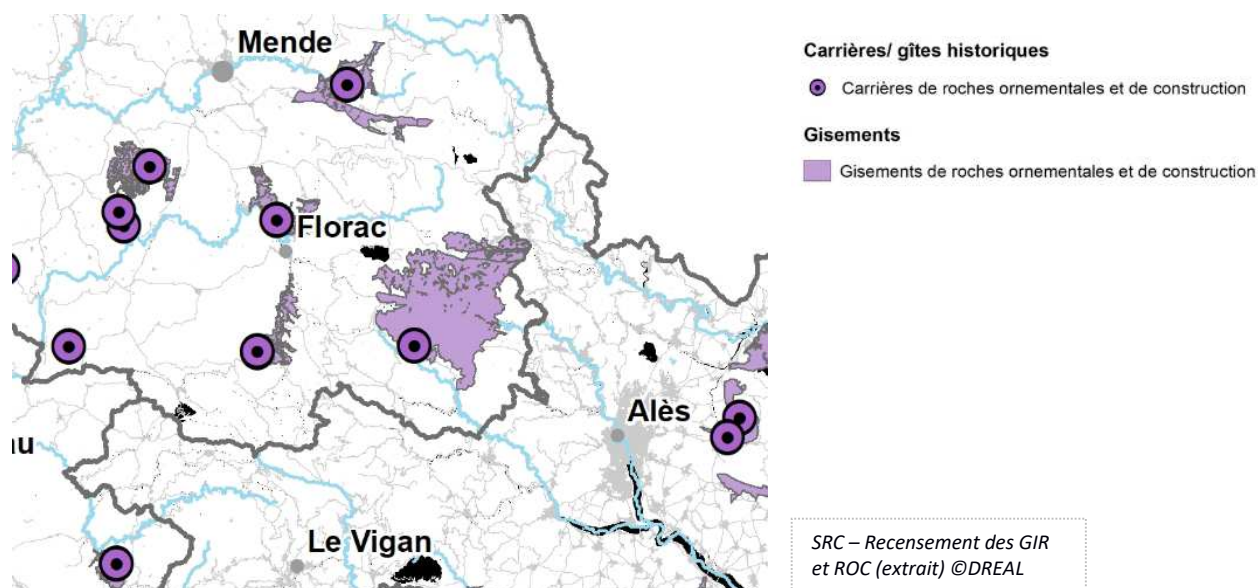 Mende
Florac
Alès
au
Le Vigan
Carrières/ gîtes historiques
Carrières de roches ornementales et de construction
Gisements
Gisements de roches ornementales et de construction
SRC – Recensement des GIR
et ROC (extrait) ©DREAL